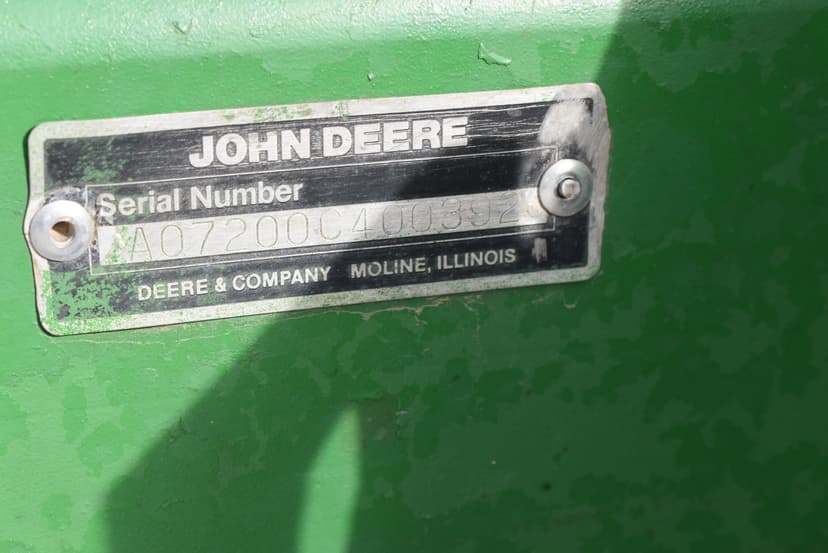 JOHN DEERE
Serial Number
A07200C400392
DEERE & COMPANY MOLINE, ILLINOIS